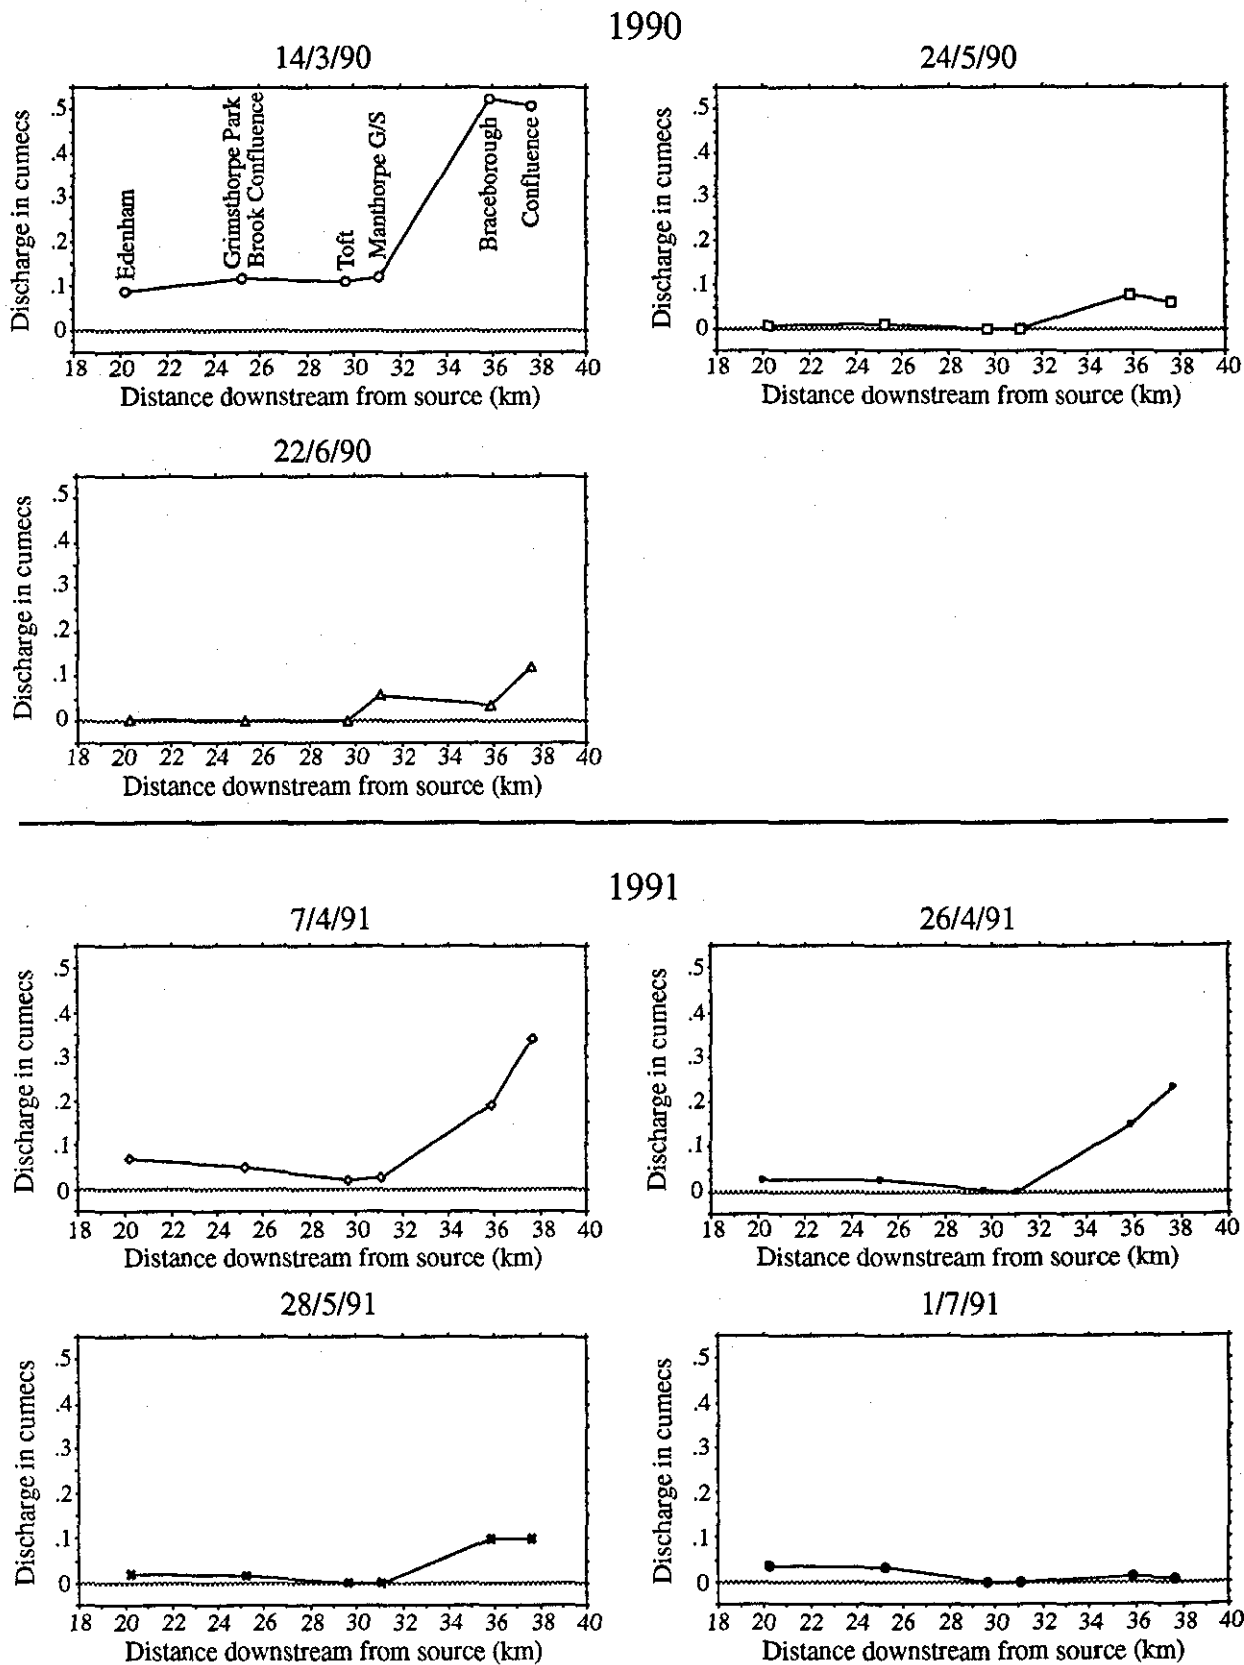 1990
14/3/90
Discharge in cumecs
.5
.4
.3
.2
.1
0
Edenham
Grimsthorpe Park
Brook Confluence
Toft
Manthorpe G/S
Braceborough
Confluence
18 20 22 24 26 28 30 32 34 36 38 40
Distance downstream from source (km)
24/5/90
Discharge in cumecs
.5
.4
.3
.2
.1
0
18 20 22 24 26 28 30 32 34 36 38 40
Distance downstream from source (km)
22/6/90
Discharge in cumecs
.5
.4
.3
.2
.1
0
18 20 22 24 26 28 30 32 34 36 38 40
Distance downstream from source (km)
1991
7/4/91
Discharge in cumecs
.5
.4
.3
.2
.1
0
18 20 22 24 26 28 30 32 34 36 38 40
Distance downstream from source (km)
26/4/91
Discharge in cumecs
.5
.4
.3
.2
.1
0
18 20 22 24 26 28 30 32 34 36 38 40
Distance downstream from source (km)
28/5/91
Discharge in cumecs
.5
.4
.3
.2
.1
0
18 20 22 24 26 28 30 32 34 36 38 40
Distance downstream from source (km)
1/7/91
Discharge in cumecs
.5
.4
.3
.2
.1
0
18 20 22 24 26 28 30 32 34 36 38 40
Distance downstream from source (km)